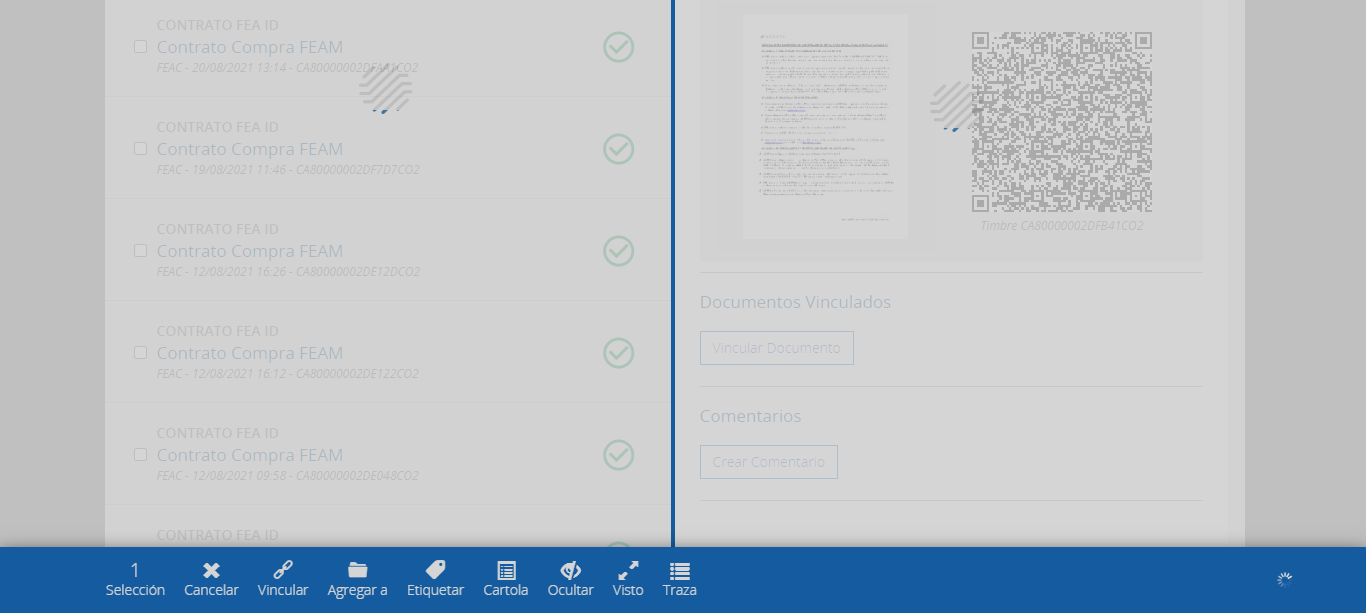 CONTRATO FEA ID
Contrato Compra FEAM
FEAC - 20/08/2021 13:14 - CA80000002DFA41CO2
CONTRATO FEA ID
Contrato Compra FEAM
FEAC - 19/08/2021 11:46 - CA80000002DF7D7CO2
CONTRATO FEA ID
Contrato Compra FEAM
FEAC - 12/08/2021 16:26 - CA80000002DE12DCO2
CONTRATO FEA ID
Contrato Compra FEAM
FEAC - 12/08/2021 16:12 - CA80000002DE122CO2
CONTRATO FEA ID
Contrato Compra FEAM
FEAC - 12/08/2021 09:58 - CA80000002DE048CO2
CONTRATO FEA ID
Timbre CA80000002DFB41CO2
Documentos Vinculados
Vincular Documento
Comentarios
Crear Comentario
1
Selección
Cancelar
Vincular
Agregar a
Etiquetar
Cartola
Ocultar
Visto
Traza